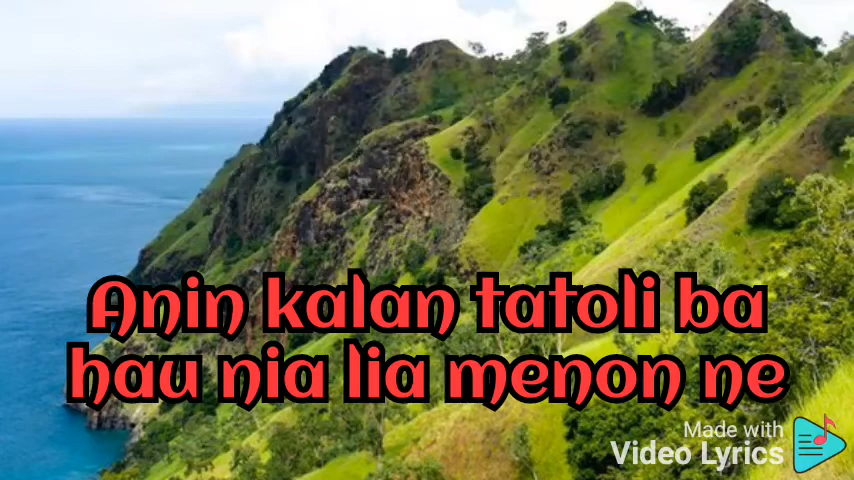 Anin kalan tatoli ba
hau nia lia menon ne
Made with
Video Lyrics